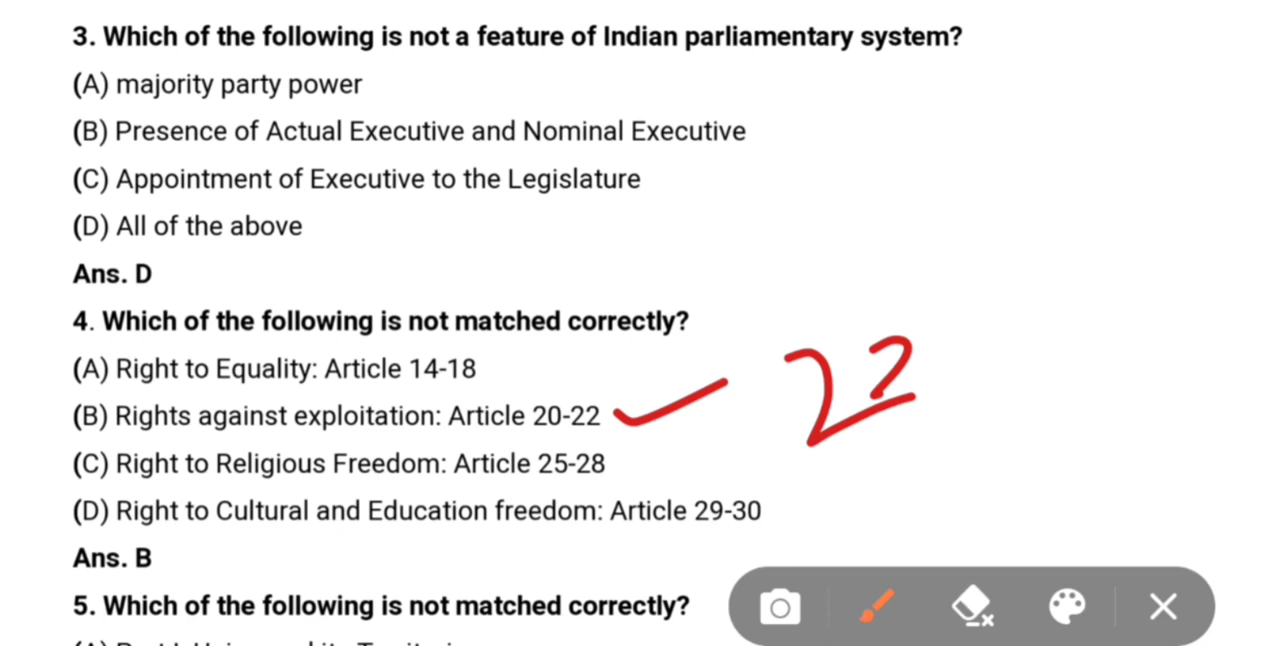 3. Which of the following is not a feature of Indian parliamentary system?
(A) majority party power
(B) Presence of Actual Executive and Nominal Executive
(C) Appointment of Executive to the Legislature
(D) All of the above
Ans. D
4. Which of the following is not matched correctly?
(A) Right to Equality: Article 14-18
(B) Rights against exploitation: Article 20-22
22
(C) Right to Religious Freedom: Article 25-28
(D) Right to Cultural and Education freedom: Article 29-30
Ans. B
5. Which of the following is not matched correctly?